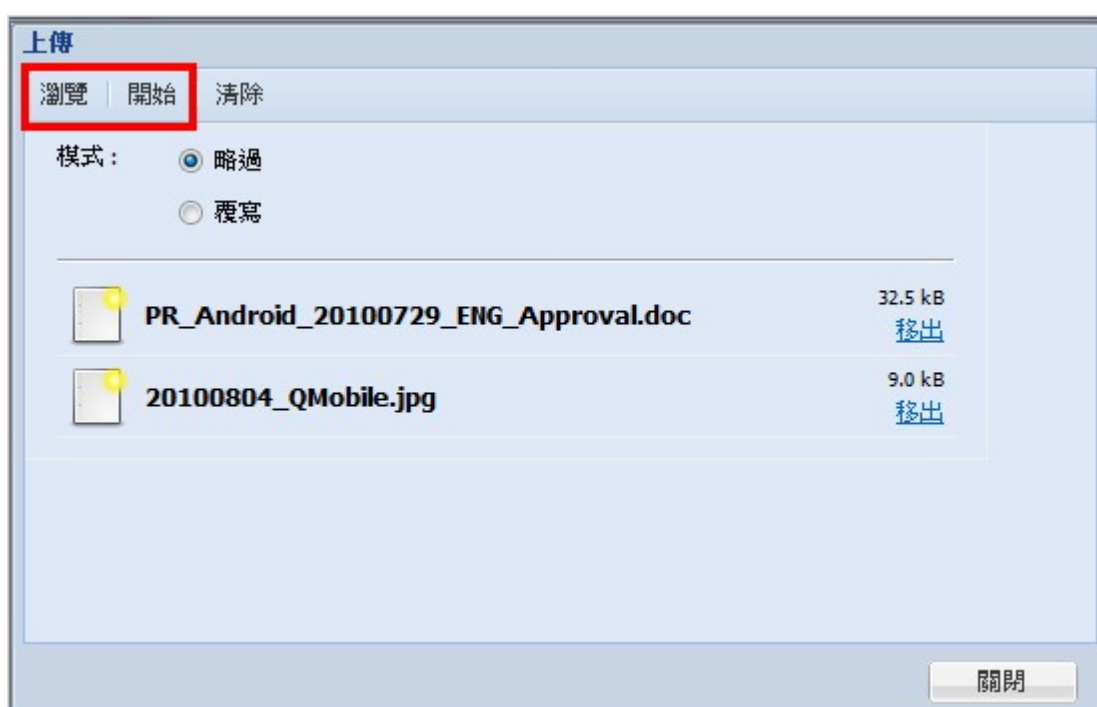 上傳
瀏覽 開始 清除
模式： 略過
覆寫
PR_Android_20100729_ENG_Approval.doc 32.5 kB
移出
20100804_QMobile.jpg 9.0 kB
移出
關閉